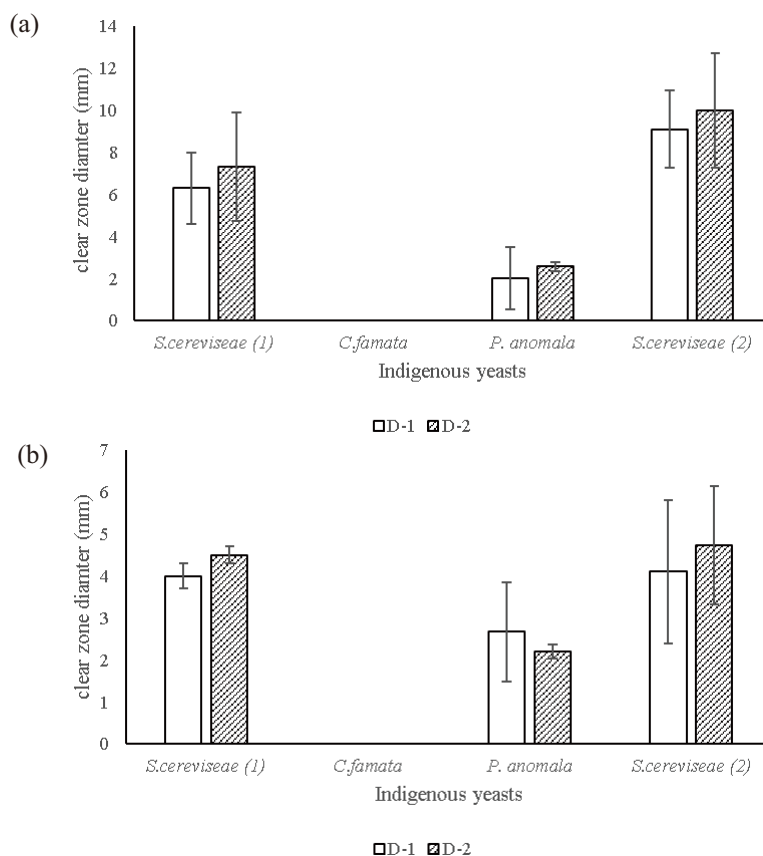 (a)
clear zone diamter (mm)
14
12
10
8
6
4
2
0
S.cereviseae (1) C.famata P. anomala S.cereviseae (2)
Indigenous yeasts
D-1 D-2
(b)
clear zone diamter (mm)
7
6
5
4
3
2
1
0
S.cereviseae (1) C.famata P. anomala S.cereviseae (2)
Indigenous yeasts
D-1 D-2